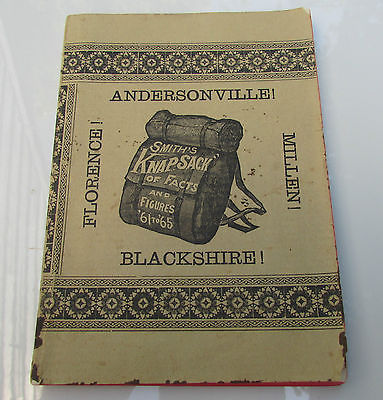 ANDERSONVILLE!
FLORENCE!
MILLEN!
SMITH'S
"KNAPSACK"
OF FACTS
AND
FIGURES
'61 TO '65
BLACKSHIRE!